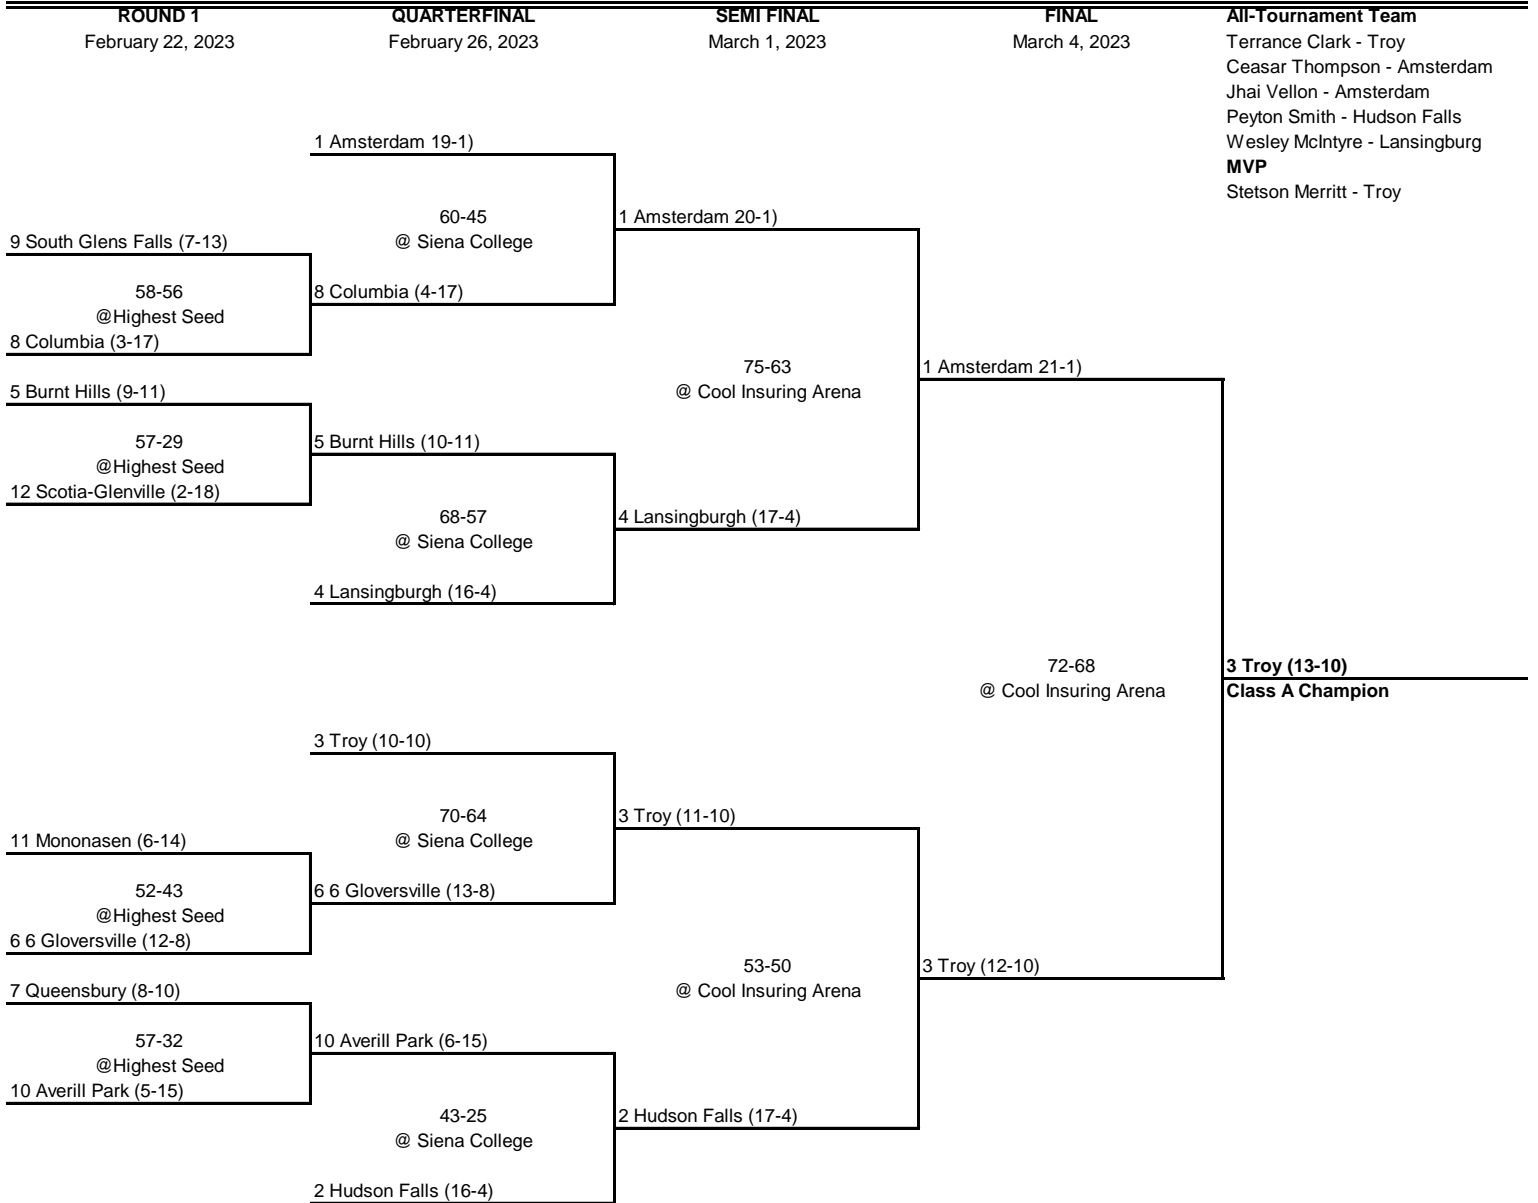 ROUND 1
February 22, 2023
9 South Glens Falls (7-13)
58-56
@Highest Seed
8 Columbia (3-17)
5 Burnt Hills (9-11)
57-29
@Highest Seed
12 Scotia-Glenville (2-18)
11 Mononasen (6-14)
52-43
@Highest Seed
6 6 Gloversville (12-8)
7 Queensbury (8-10)
57-32
@Highest Seed
10 Averill Park (5-15)
QUARTERFINAL
February 26, 2023
1 Amsterdam 19-1)
60-45
@ Siena College
8 Columbia (4-17)
5 Burnt Hills (10-11)
68-57
@ Siena College
4 Lansingburgh (16-4)
3 Troy (10-10)
70-64
@ Siena College
6 6 Gloversville (13-8)
10 Averill Park (6-15)
43-25
@ Siena College
2 Hudson Falls (16-4)
SEMI FINAL
March 1, 2023
1 Amsterdam 20-1)
75-63
@ Cool Insuring Arena
4 Lansingburgh (17-4)
3 Troy (11-10)
53-50
@ Cool Insuring Arena
2 Hudson Falls (17-4)
FINAL
March 4, 2023
1 Amsterdam 21-1)
72-68
@ Cool Insuring Arena
3 Troy (12-10)
All-Tournament Team
Terrance Clark - Troy
Ceasar Thompson - Amsterdam
Jhai Vellon - Amsterdam
Peyton Smith - Hudson Falls
Wesley McIntyre - Lansingburg
MVP
Stetson Merritt - Troy
3 Troy (13-10)
Class A Champion